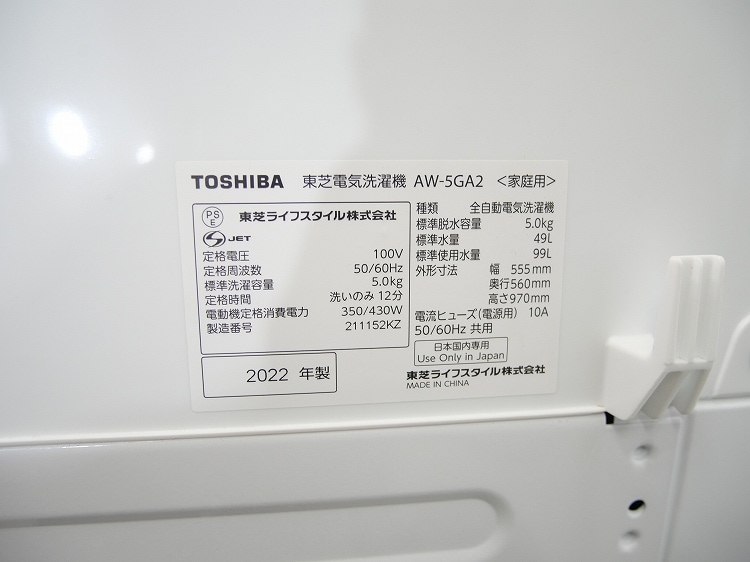 TOSHIBA 東芝電気洗濯機 AW-5GA2 <家庭用>
PS
E
東芝ライフスタイル株式会社
S JET
定格電圧 100V
定格周波数 50/60Hz
標準洗濯容量 5.0kg
定格時間 洗いのみ 12分
電動機定格消費電力 350/430W
製造番号 211152KZ
2022 年製
種類 全自動電気洗濯機
標準脱水容量 5.0kg
標準水量 49L
標準使用水量 99L
外形寸法 幅 555mm
奥行560mm
高さ970mm
電流ヒューズ(電源用) 10A
50/60Hz 共用
日本国内専用
Use Only in Japan
東芝ライフスタイル株式会社
MADE IN CHINA